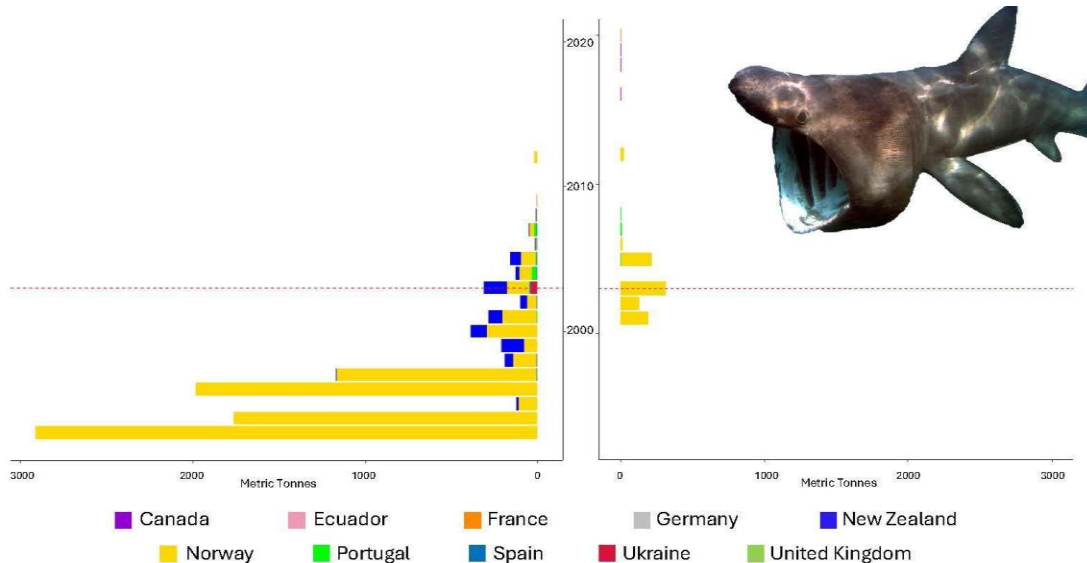 2020
2010
2000
3000 2000 1000 0 0 1000 2000 3000
Metric Tonnes Metric Tonnes
Canada Ecuador France Germany New Zealand
Norway Portugal Spain Ukraine United Kingdom